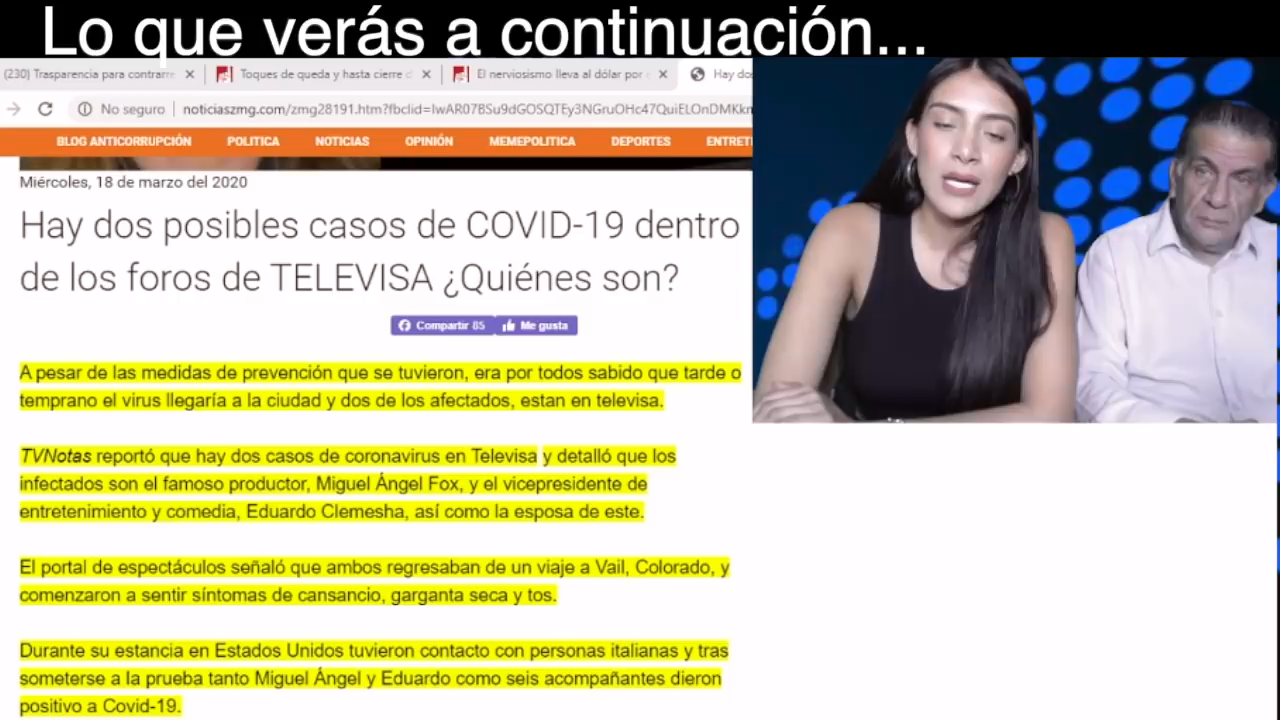 Lo que verás a continuación...
(230) Trasparencia para contrarre
Toques de queda y hasta cierre d
El nerviosismo lleva al dólar por e
Hay dos
No seguro
noticiaszmg.com/zmg28191.htm?fbclid=IwAR07BSu9dGOSQTEy3NGruOHc47QuiELOnDMKkn
BLOG ANTICORRUPCIÓN POLITICA NOTICIAS OPINIÓN MEMEPOLITICA DEPORTES ENTRETE
Miércoles, 18 de marzo del 2020
Hay dos posibles casos de COVID-19 dentro
de los foros de TELEVISA ¿Quiénes son?
Compartir 85 Me gusta
A pesar de las medidas de prevención que se tuvieron, era por todos sabido que tarde o
temprano el virus llegaría a la ciudad y dos de los afectados, estan en televisa.
TVNotas reportó que hay dos casos de coronavirus en Televisa y detalló que los
infectados son el famoso productor, Miguel Ángel Fox, y el vicepresidente de
entretenimiento y comedia, Eduardo Clemesha, así como la esposa de este.
El portal de espectáculos señaló que ambos regresaban de un viaje a Vail, Colorado, y
comenzaron a sentir síntomas de cansancio, garganta seca y tos.
Durante su estancia en Estados Unidos tuvieron contacto con personas italianas y tras
someterse a la prueba tanto Miguel Ángel y Eduardo como seis acompañantes dieron
positivo a Covid-19.